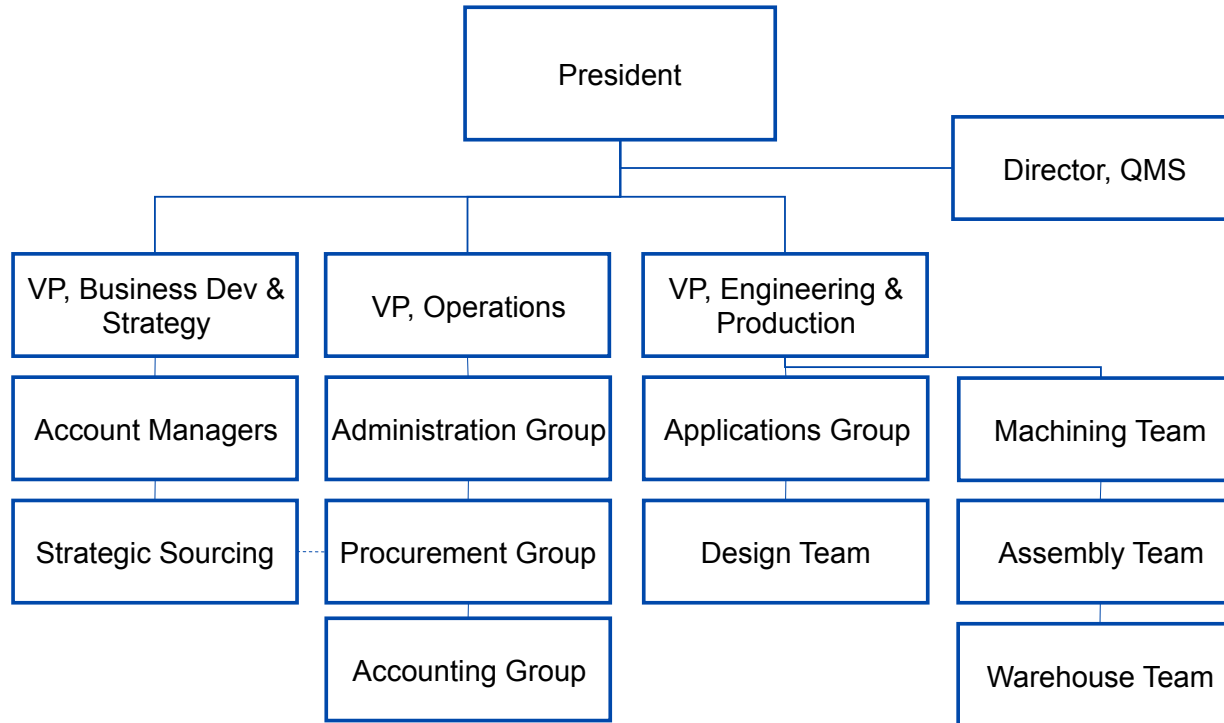 President
Director, QMS
VP, Business Dev &
Strategy
VP, Operations
VP, Engineering &
Production
Account Managers
Administration Group
Applications Group
Machining Team
Strategic Sourcing
Procurement Group
Design Team
Assembly Team
Accounting Group
Warehouse Team